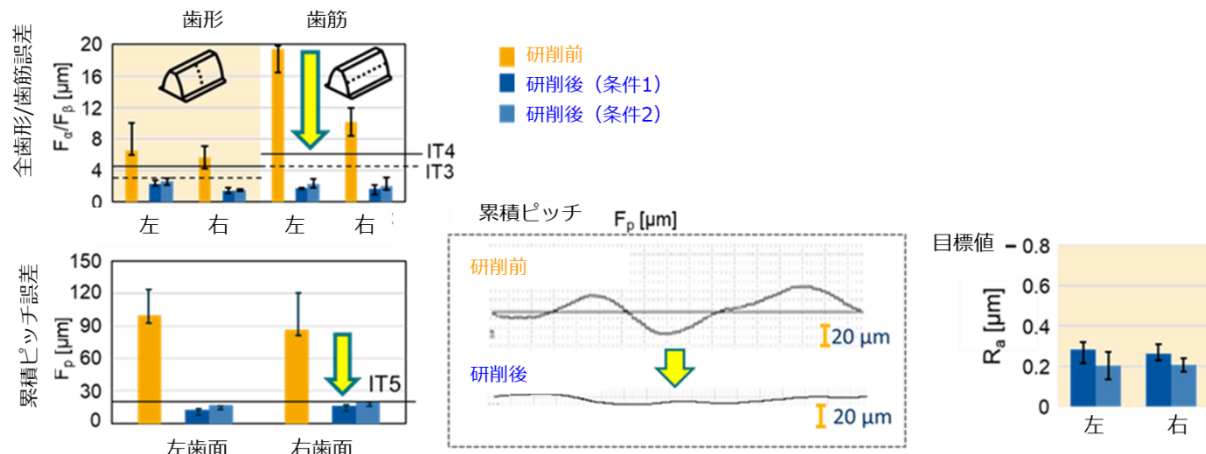 歯形
歯筋
全歯形/歯筋誤差
Fα/Fβ [µm]
20
16
12
8
4
0
IT4
IT3
左
右
左
右
研削前
研削後（条件1）
研削後（条件2）
累積ピッチ誤差
Fp [µm]
150
120
90
60
30
0
IT5
左歯面
右歯面
累積ピッチ
Fp [µm]
研削前
20 µm
研削後
20 µm
目標値
Ra [µm]
0.8
0.6
0.4
0.2
0
左
右